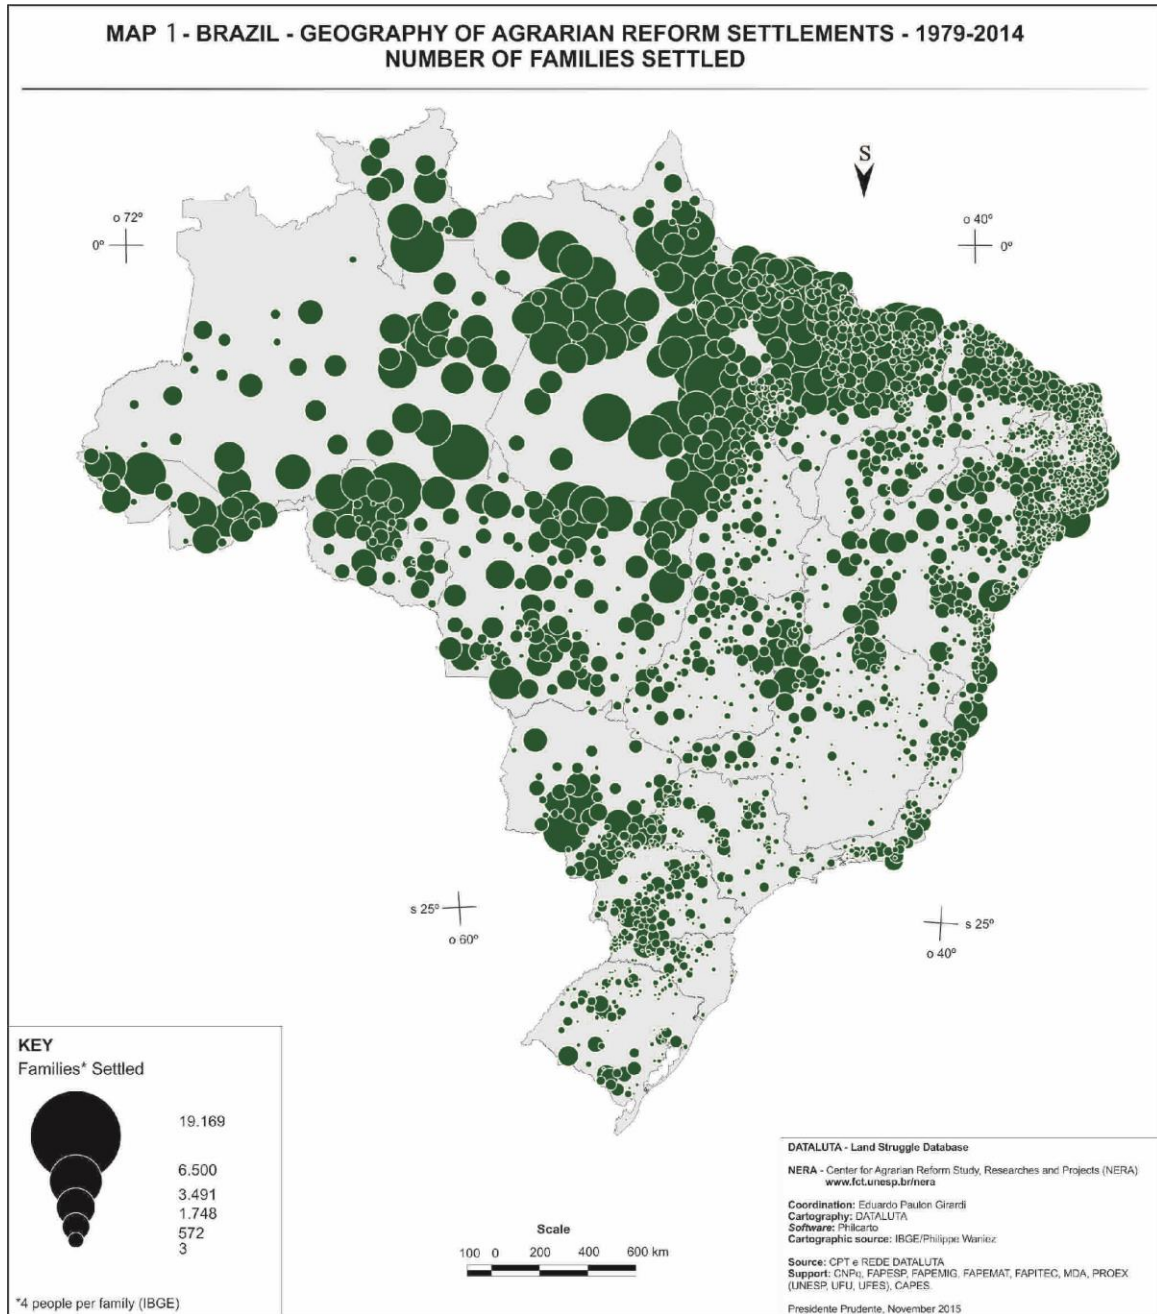 MAP 1 - BRAZIL - GEOGRAPHY OF AGRARIAN REFORM SETTLEMENTS - 1979-2014
NUMBER OF FAMILIES SETTLED
S
o 72º
0º
o 40º
0º
s 25º
o 60º
s 25º
o 40º
KEY
Families* Settled
19.169
6.500
3.491
1.748
572
3
*4 people per family (IBGE)
Scale
100 0 200 400 600 km
DATALUTA - Land Struggle Database
NERA - Center for Agrarian Reform Study, Researches and Projects (NERA)
www.fct.unesp.br/nera
Coordination: Eduardo Paulon Girardi
Cartography: DATALUTA
Software: Philcarto
Cartographic source: IBGE/Philippe Waniez
Source: CPT e REDE DATALUTA
Support: CNPq, FAPESP, FAPEMIG, FAPEMAT, FAPITEC, MDA, PROEX
(UNESP, UFU, UFES), CAPES.
Presidente Prudente, November 2015